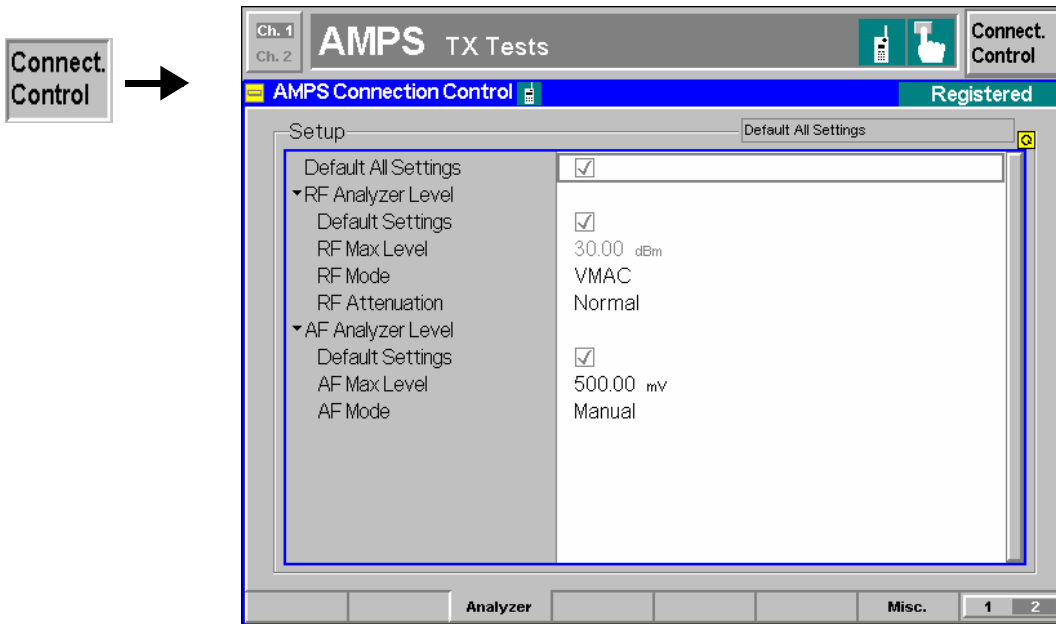 Connect.
Control
Ch. 1
Ch. 2
AMPS TX Tests
Connect.
Control
AMPS Connection Control
Registered
Setup
Default All Settings
Default All Settings
RF Analyzer Level
Default Settings
RF Max Level 30.00 dBm
RF Mode VMAC
RF Attenuation Normal
AF Analyzer Level
Default Settings
AF Max Level 500.00 mV
AF Mode Manual
Analyzer Misc. 1 2